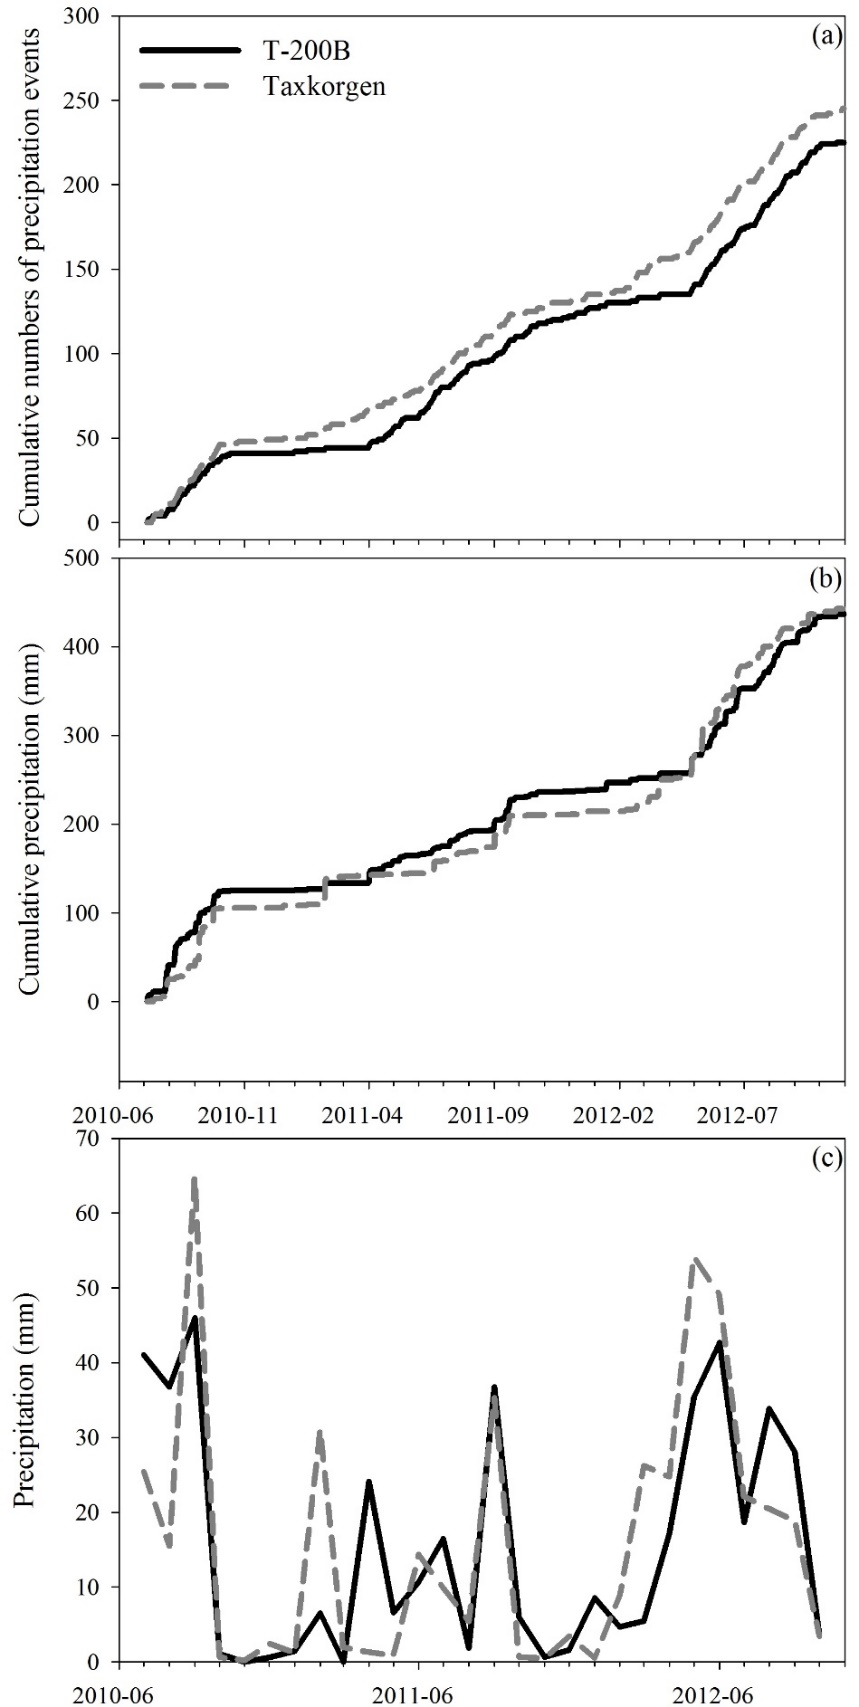 300
(a)
T-200B
Taxkorgen
250
200
150
100
50
0
Cumulative numbers of precipitation events
500
(b)
400
300
200
100
0
Cumulative precipitation (mm)
2010-06 2010-11 2011-04 2011-09 2012-02 2012-07
70
(c)
60
50
40
30
20
10
0
Precipitation (mm)
2010-06 2011-06 2012-06